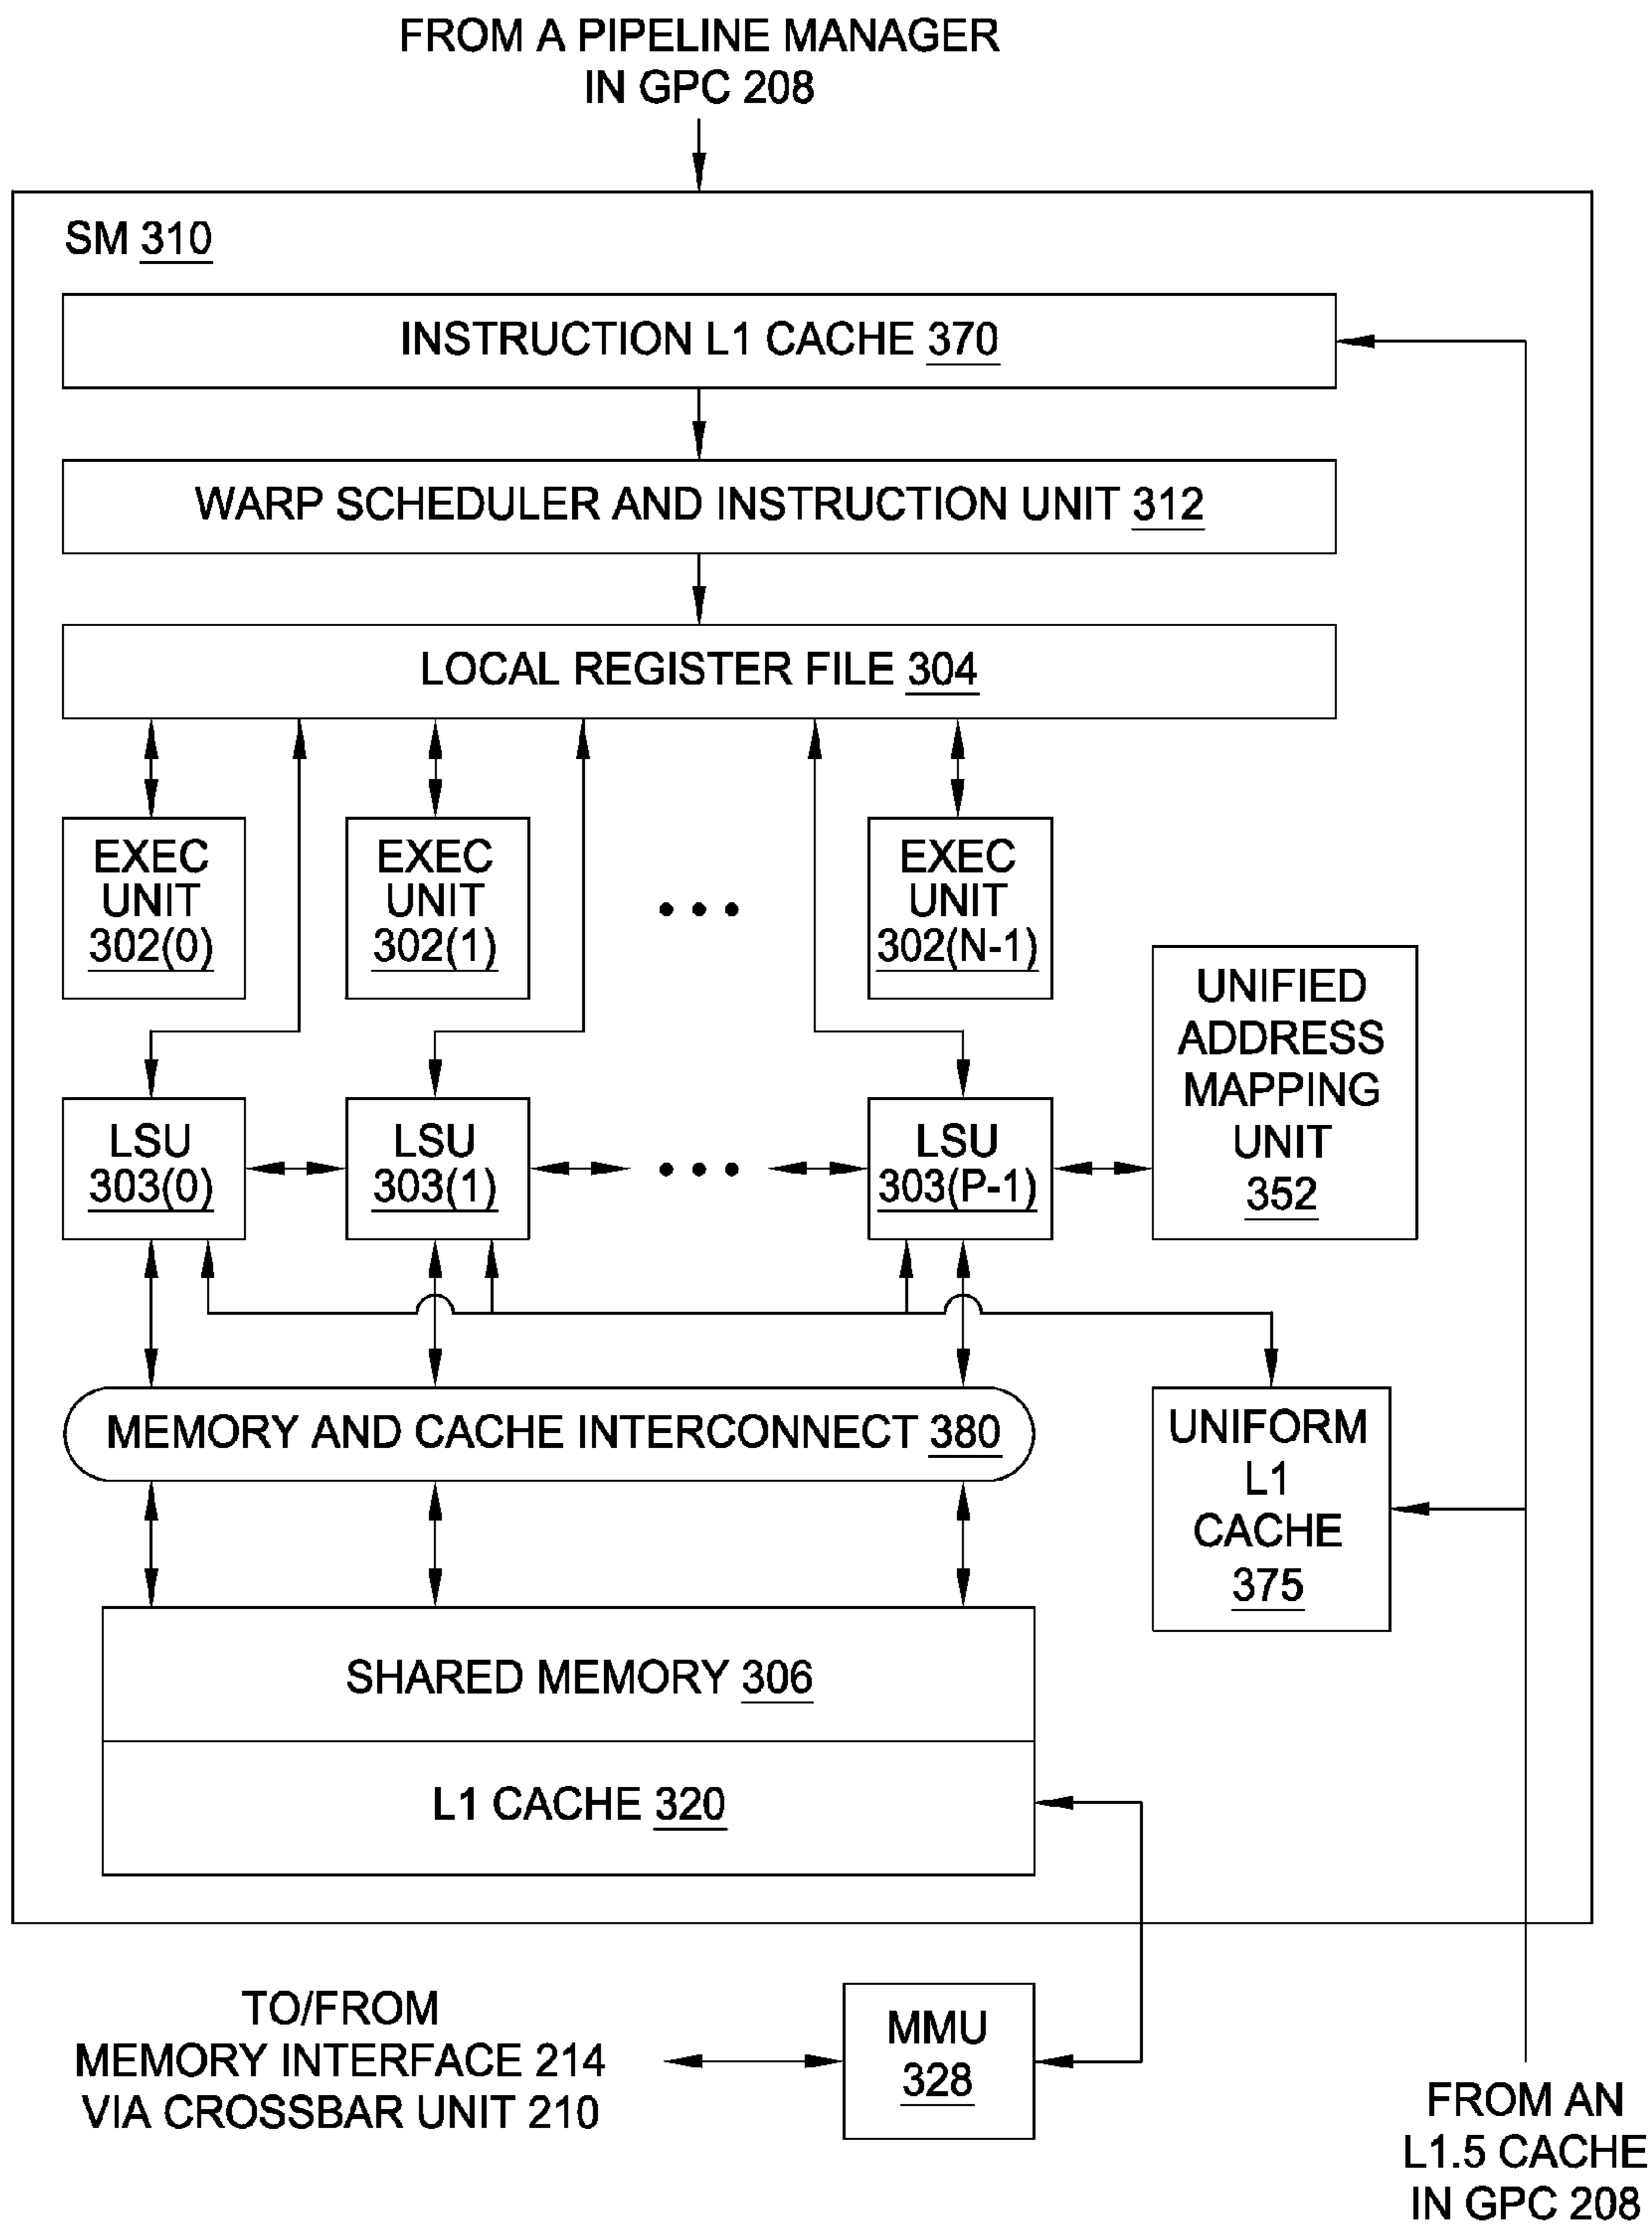 FROM A PIPELINE MANAGER
IN GPC 208
SM 310
INSTRUCTION L1 CACHE 370
WARP SCHEDULER AND INSTRUCTION UNIT 312
LOCAL REGISTER FILE 304
EXEC
UNIT
302(0)
EXEC
UNIT
302(1)
EXEC
UNIT
302(N-1)
UNIFIED
ADDRESS
MAPPING
UNIT
352
LSU
303(0)
LSU
303(1)
LSU
303(P-1)
MEMORY AND CACHE INTERCONNECT 380
UNIFORM
L1
CACHE
375
SHARED MEMORY 306
L1 CACHE 320
TO/FROM
MEMORY INTERFACE 214
VIA CROSSBAR UNIT 210
MMU
328
FROM AN
L1.5 CACHE
IN GPC 208